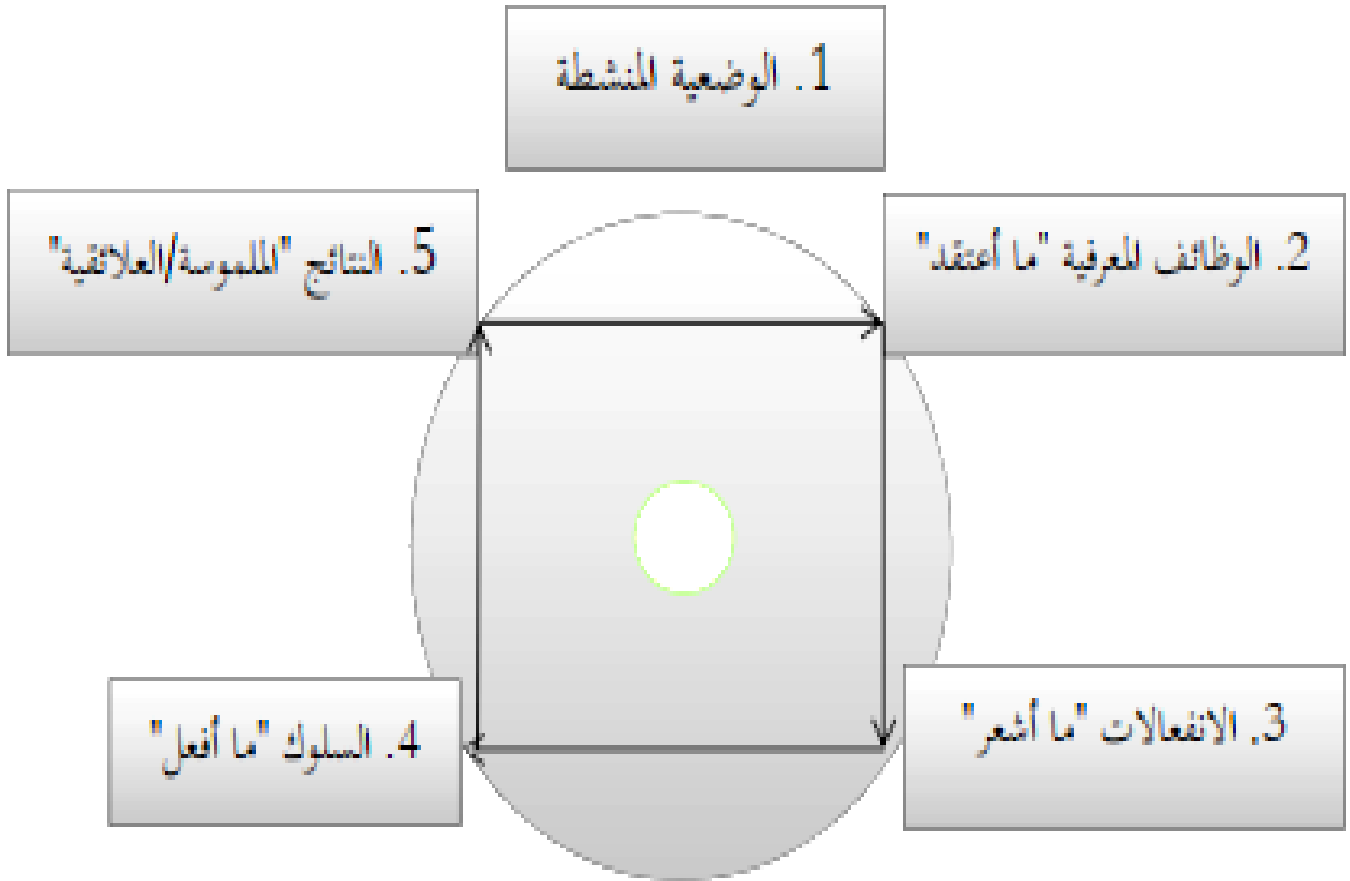 1. الوضعية المنشطة
2. الوظائف المعرفية "ما أعتقد"
3. الانفعالات "ما أشعر"
4. السلوك "ما أفعل"
5. النتائج "الملموسة/العلائقية"